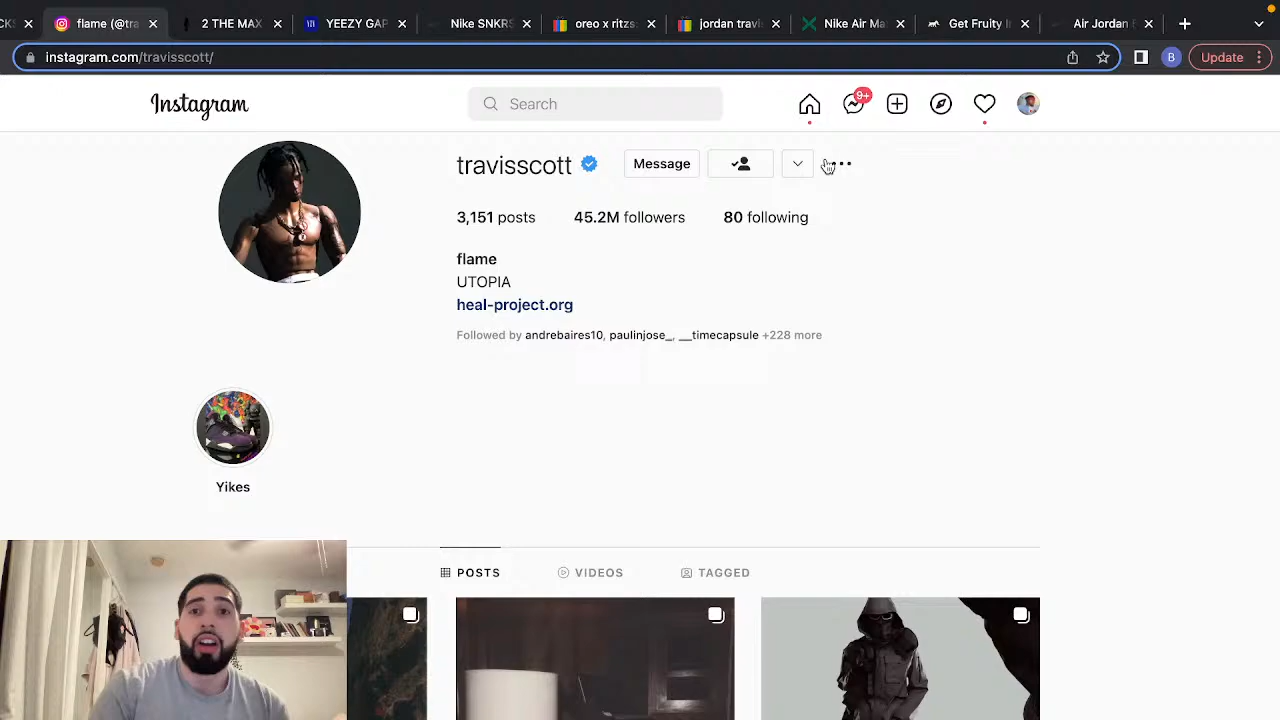 flame (@tra
2 THE MAX
YEEZY GAP
Nike SNKRS
oreo x ritzs
jordan travi
Nike Air Ma
Get Fruity I
Air Jordan
instagram.com/travisscott/
B
Update
Instagram
Search
9+
travisscott
Message
3,151 posts
45.2M followers
80 following
flame
UTOPIA
heal-project.org
Followed by andrebaires10, paulinjose_, __timecapsule +228 more
Yikes
POSTS
VIDEOS
TAGGED